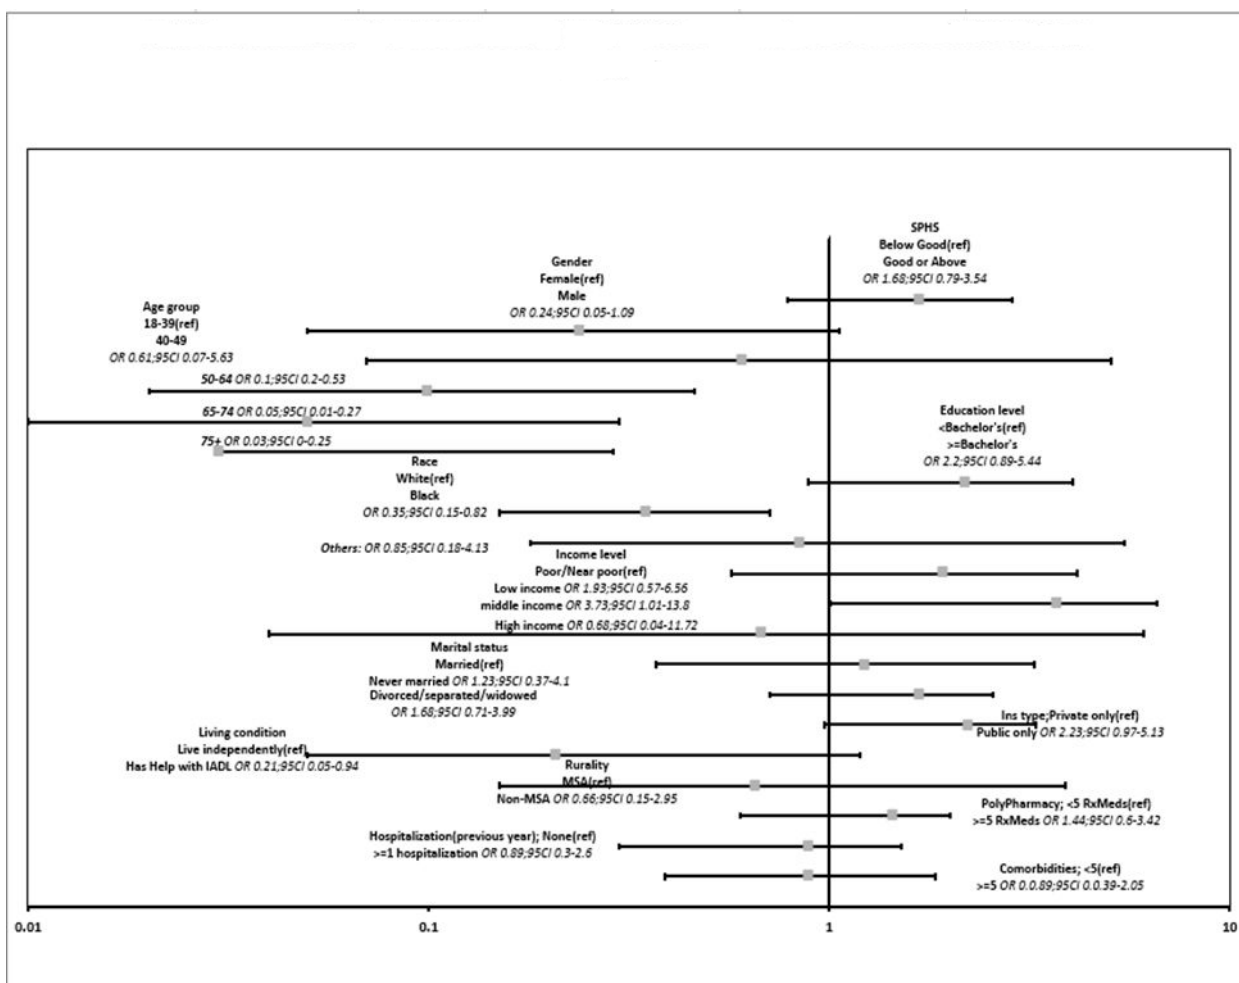 SPHS
Below Good(ref)
Good or Above
OR 1.68;95CI 0.79-3.54
Gender
Female(ref)
Male
OR 0.24;95CI 0.05-1.09
Age group
18-39(ref)
40-49
OR 0.61;95CI 0.07-5.63
50-64 OR 0.1;95CI 0.2-0.53
65-74 OR 0.05;95CI 0.01-0.27
75+ OR 0.03;95CI 0-0.25
Education level
<Bachelor's(ref)
>=Bachelor's
OR 2.2;95CI 0.89-5.44
Race
White(ref)
Black
OR 0.35;95CI 0.15-0.82
Others: OR 0.85;95CI 0.18-4.13
Income level
Poor/Near poor(ref)
Low income OR 1.93;95CI 0.57-6.56
middle income OR 3.73;95CI 1.01-13.8
High income OR 0.68;95CI 0.04-11.72
Marital status
Married(ref)
Never married OR 1.23;95CI 0.37-4.1
Divorced/separated/widowed
OR 1.68;95CI 0.71-3.99
Ins type;Private only(ref)
Public only OR 2.23;95CI 0.97-5.13
Living condition
Live independently(ref)
Has Help with IADL OR 0.21;95CI 0.05-0.94
Rurality
MSA(ref)
Non-MSA OR 0.66;95CI 0.15-2.95
PolyPharmacy; <5 RxMeds(ref)
>=5 RxMeds OR 1.44;95CI 0.6-3.42
Hospitalization(previous year); None(ref)
>=1 hospitalization OR 0.89;95CI 0.3-2.6
Comorbidities; <5(ref)
>=5 OR 0.0.89;95CI 0.0.39-2.05
0.01 0.1 1 10